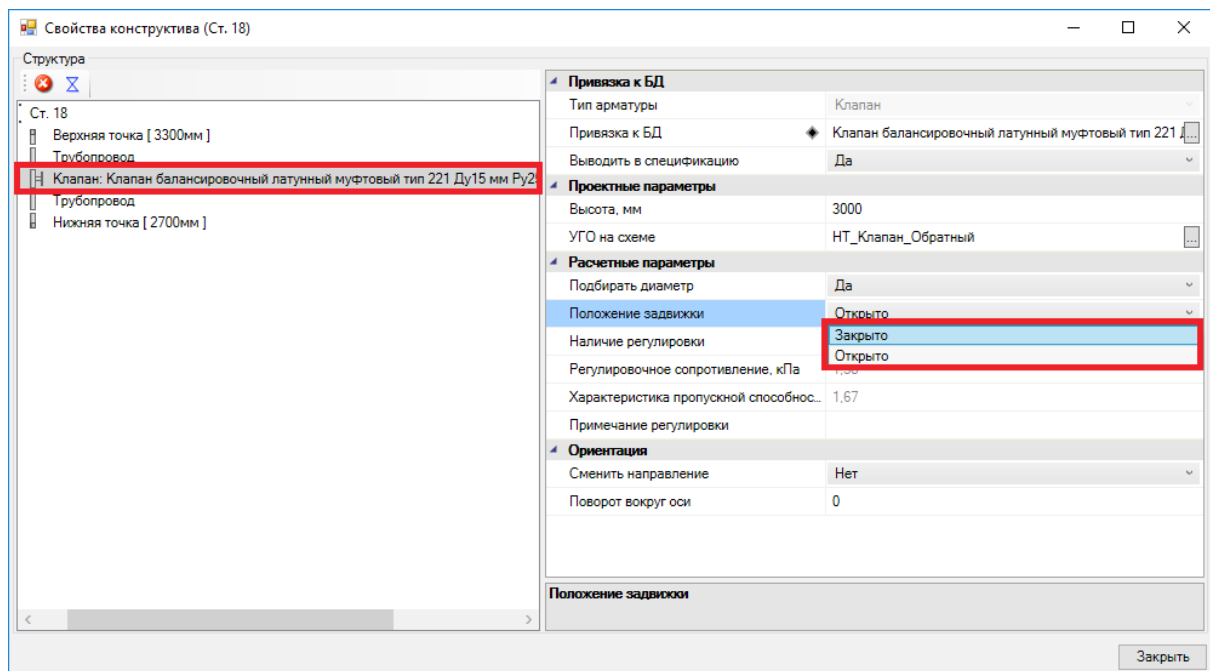 Свойства конструктива (Ст. 18)
Структура
Ст. 18
Верхняя точка [ 3300мм ]
Трубопровод
Клапан: Клапан балансировочный латунный муфтовый тип 221 Ду15 мм Ру2
Трубопровод
Нижняя точка [ 2700мм ]
Привязка к БД
Тип арматуры Клапан
Привязка к БД Клапан балансировочный латунный муфтовый тип 221 ...
Выводить в спецификацию Да
Проектные параметры
Высота, мм 3000
УГО на схеме НТ_Клапан_Обратный ...
Расчетные параметры
Подбирать диаметр Да
Положение задвижки Открыто
Закрыто
Наличие регулировки
Открыто
Регулировочное сопротивление, кПа
Характеристика пропускной способнос... 1,67
Примечание регулировки
Ориентация
Сменить направление Нет
Поворот вокруг оси 0
Положение задвижки
Закрыть